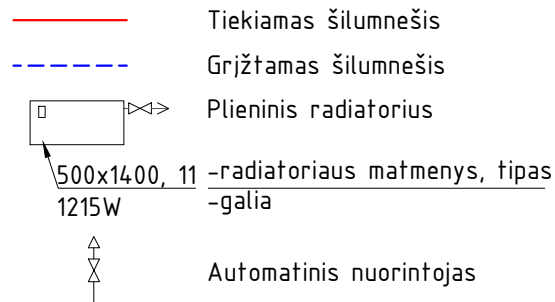 Tiekiamas šilumnešis
Grįžtamas šilumnešis
Plieninis radiatorius
500x1400, 11 -radiatoriaus matmenys, tipas
1215W -galia
Automatinis nuorintojas